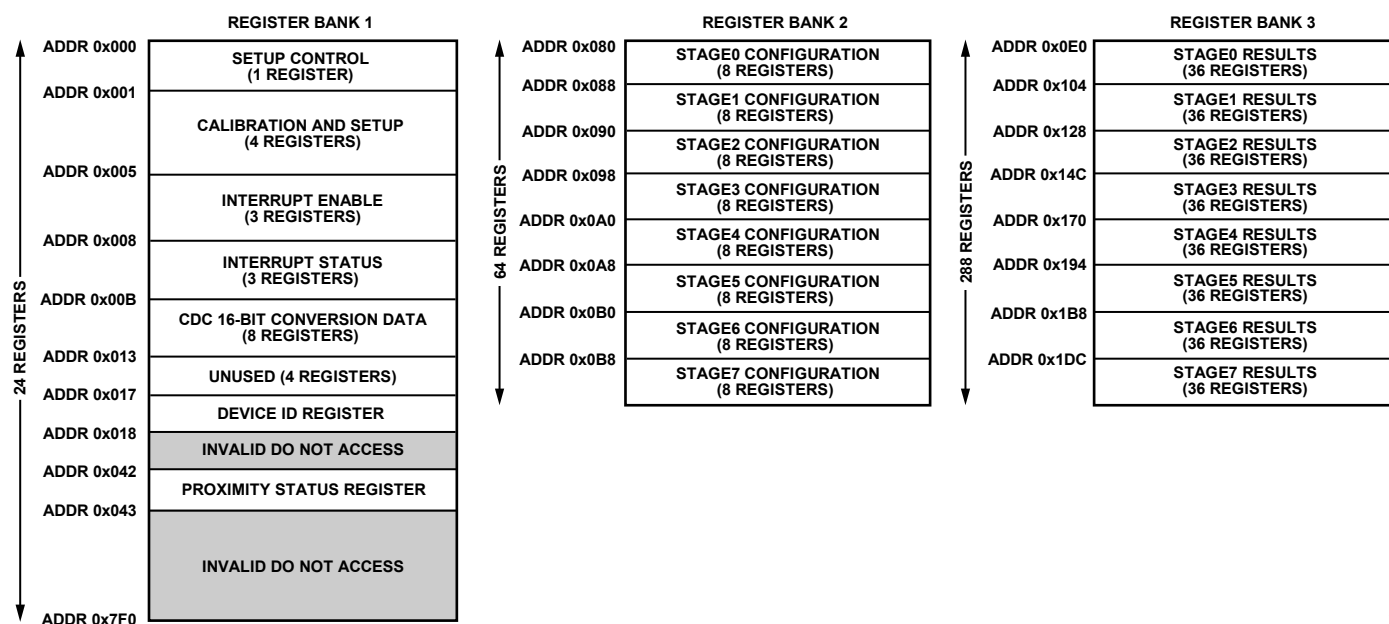 REGISTER BANK 1
ADDR 0x000
SETUP CONTROL
(1 REGISTER)
ADDR 0x001
CALIBRATION AND SETUP
(4 REGISTERS)
ADDR 0x005
INTERRUPT ENABLE
(3 REGISTERS)
ADDR 0x008
INTERRUPT STATUS
(3 REGISTERS)
ADDR 0x00B
CDC 16-BIT CONVERSION DATA
(8 REGISTERS)
ADDR 0x013
UNUSED (4 REGISTERS)
ADDR 0x017
DEVICE ID REGISTER
ADDR 0x018
INVALID DO NOT ACCESS
ADDR 0x042
PROXIMITY STATUS REGISTER
ADDR 0x043
INVALID DO NOT ACCESS
ADDR 0x7F0
24 REGISTERS
REGISTER BANK 2
ADDR 0x080
STAGE0 CONFIGURATION
(8 REGISTERS)
ADDR 0x088
STAGE1 CONFIGURATION
(8 REGISTERS)
ADDR 0x090
STAGE2 CONFIGURATION
(8 REGISTERS)
ADDR 0x098
STAGE3 CONFIGURATION
(8 REGISTERS)
ADDR 0x0A0
STAGE4 CONFIGURATION
(8 REGISTERS)
ADDR 0x0A8
STAGE5 CONFIGURATION
(8 REGISTERS)
ADDR 0x0B0
STAGE6 CONFIGURATION
(8 REGISTERS)
ADDR 0x0B8
STAGE7 CONFIGURATION
(8 REGISTERS)
64 REGISTERS
REGISTER BANK 3
ADDR 0x0E0
STAGE0 RESULTS
(36 REGISTERS)
ADDR 0x104
STAGE1 RESULTS
(36 REGISTERS)
ADDR 0x128
STAGE2 RESULTS
(36 REGISTERS)
ADDR 0x14C
STAGE3 RESULTS
(36 REGISTERS)
ADDR 0x170
STAGE4 RESULTS
(36 REGISTERS)
ADDR 0x194
STAGE5 RESULTS
(36 REGISTERS)
ADDR 0x1B8
STAGE6 RESULTS
(36 REGISTERS)
ADDR 0x1DC
STAGE7 RESULTS
(36 REGISTERS)
288 REGISTERS